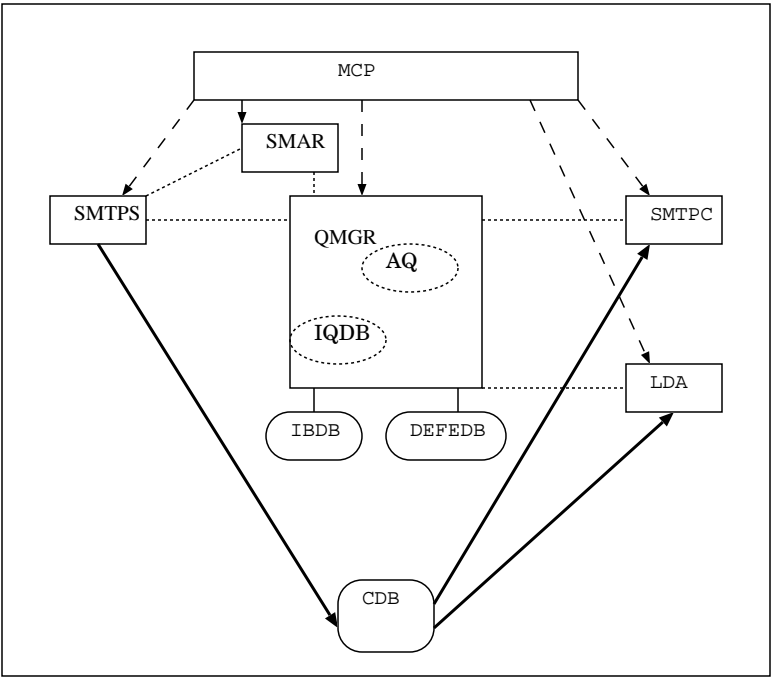 MCP
SMAR
SMTPS
SMTPC
QMGR
AQ
IQDB
LDA
IBDB
DEFEDB
CDB